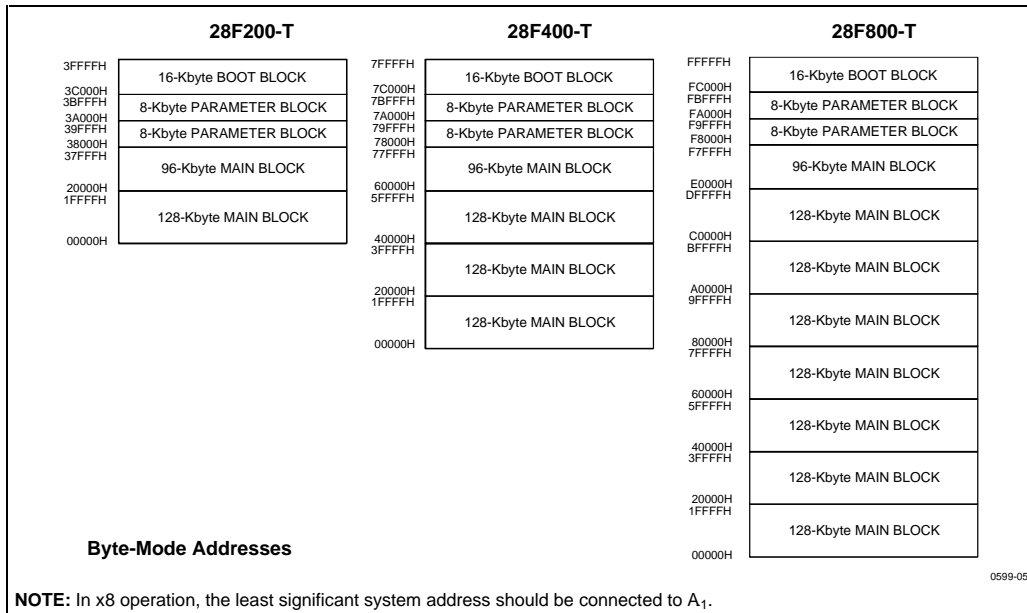 28F200-T
3FFFFH
16-Kbyte BOOT BLOCK
3C000H
3BFFFH
8-Kbyte PARAMETER BLOCK
3A000H
39FFFH
8-Kbyte PARAMETER BLOCK
38000H
37FFFH
96-Kbyte MAIN BLOCK
20000H
1FFFFH
128-Kbyte MAIN BLOCK
00000H
28F400-T
7FFFFH
16-Kbyte BOOT BLOCK
7C000H
7BFFFH
8-Kbyte PARAMETER BLOCK
7A000H
79FFFH
8-Kbyte PARAMETER BLOCK
78000H
77FFFH
96-Kbyte MAIN BLOCK
60000H
5FFFFH
128-Kbyte MAIN BLOCK
40000H
3FFFFH
128-Kbyte MAIN BLOCK
20000H
1FFFFH
128-Kbyte MAIN BLOCK
00000H
28F800-T
FFFFFH
16-Kbyte BOOT BLOCK
FC000H
FBFFFH
8-Kbyte PARAMETER BLOCK
FA000H
F9FFFH
8-Kbyte PARAMETER BLOCK
F8000H
F7FFFH
96-Kbyte MAIN BLOCK
E0000H
DFFFFH
128-Kbyte MAIN BLOCK
C0000H
BFFFFH
128-Kbyte MAIN BLOCK
A0000H
9FFFFH
128-Kbyte MAIN BLOCK
80000H
7FFFFH
128-Kbyte MAIN BLOCK
60000H
5FFFFH
128-Kbyte MAIN BLOCK
40000H
3FFFFH
128-Kbyte MAIN BLOCK
20000H
1FFFFH
128-Kbyte MAIN BLOCK
00000H
Byte-Mode Addresses
0599-05
NOTE: In x8 operation, the least significant system address should be connected to A₁.